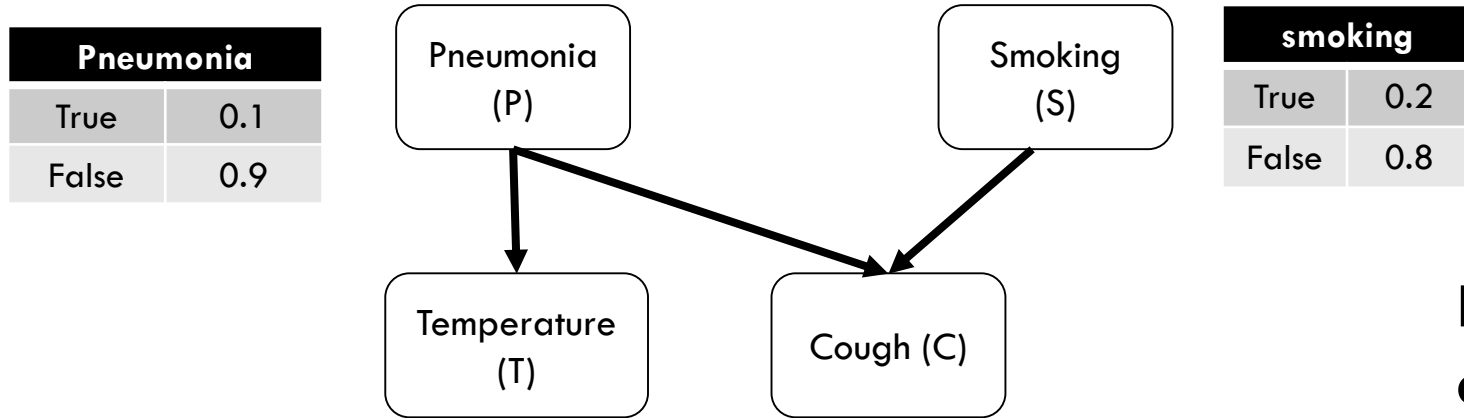 Pneumonia
True 0.1
False 0.9
Pneumonia
(P)
Smoking
(S)
smoking
True 0.2
False 0.8
Temperature
(T)
Cough (C)